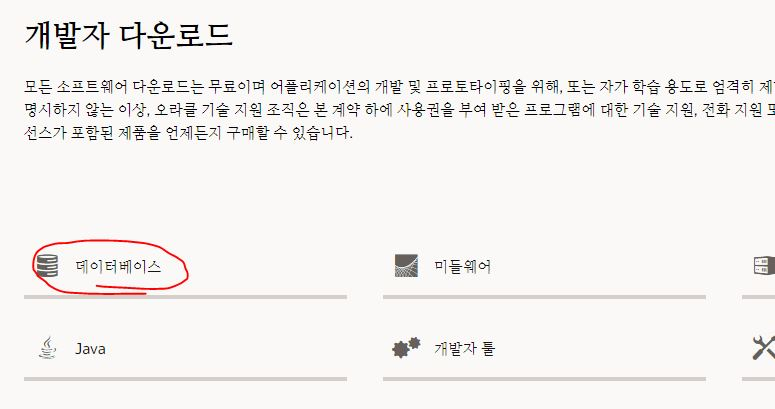 개발자 다운로드
모든 소프트웨어 다운로드는 무료이며 어플리케이션의 개발 및 프로토타이핑을 위해, 또는 자가 학습 용도로 엄격히 제
명시하지 않는 이상, 오라클 기술 지원 조직은 본 계약 하에 사용권을 부여 받은 프로그램에 대한 기술 지원, 전화 지원 또
선스가 포함된 제품을 언제든지 구매할 수 있습니다.
데이터베이스
미들웨어
Java
개발자 툴